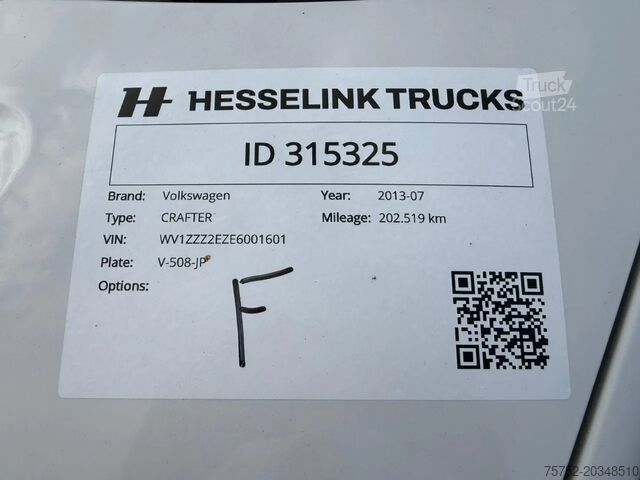 HESSELINK TRUCKS
Truck
Scout24
ID 315325
Brand: Volkswagen Year: 2013-07
Type: CRAFTER Mileage: 202.519 km
VIN: WV1ZZZ2EZE6001601
Plate: V-508-JP
Options:
F
75752-20348510